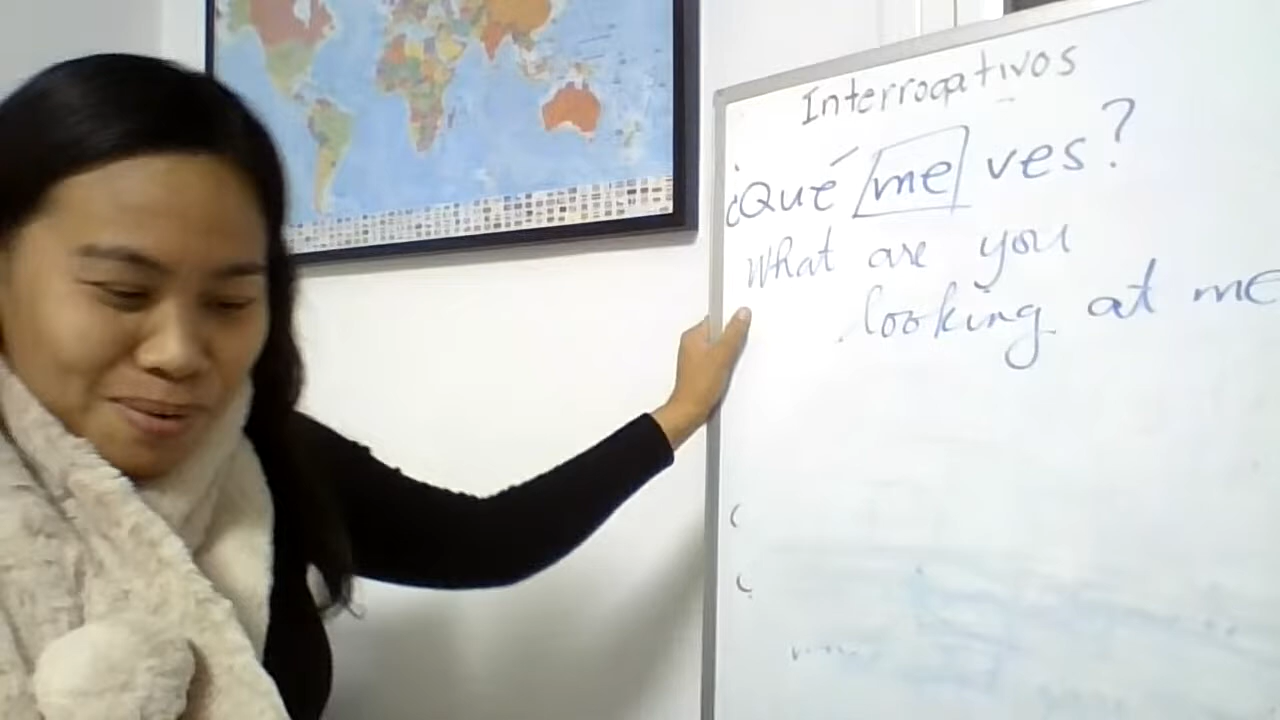 Interrogativos
¿Qué me ves?
What are you
looking at me